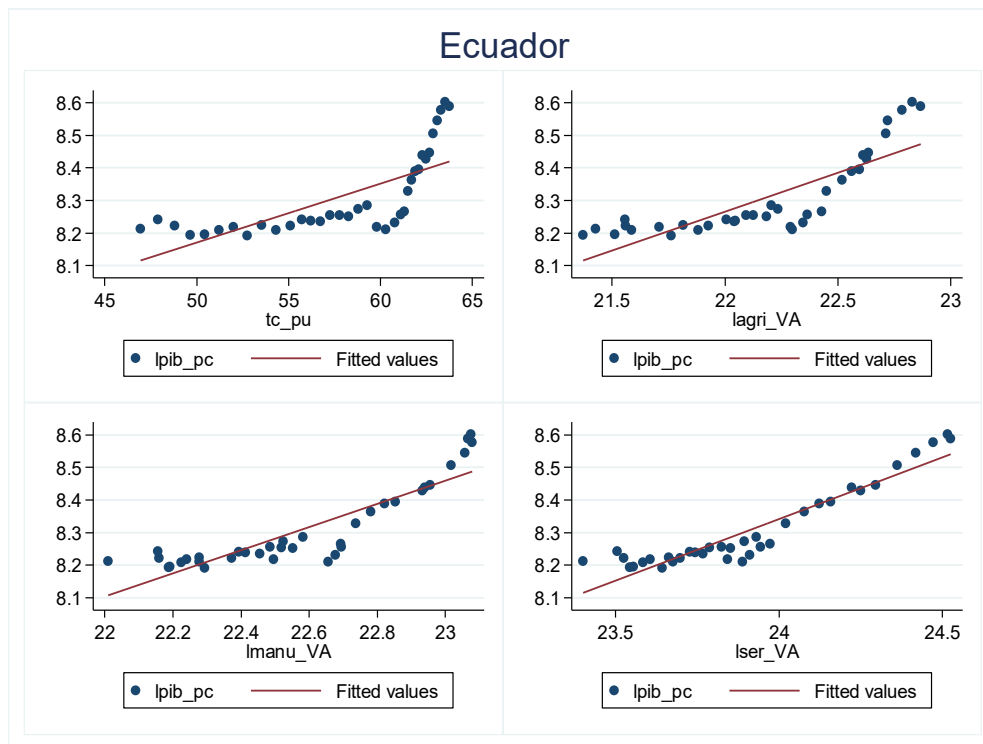 Ecuador
8.6
8.5
8.4
8.3
8.2
8.1
45 50 55 60 65
tc_pu
lpib_pc Fitted values
8.6
8.5
8.4
8.3
8.2
8.1
21.5 22 22.5 23
lagri_VA
lpib_pc Fitted values
8.6
8.5
8.4
8.3
8.2
8.1
22 22.2 22.4 22.6 22.8 23
lmanu_VA
lpib_pc Fitted values
8.6
8.5
8.4
8.3
8.2
8.1
23.5 24 24.5
lser_VA
lpib_pc Fitted values